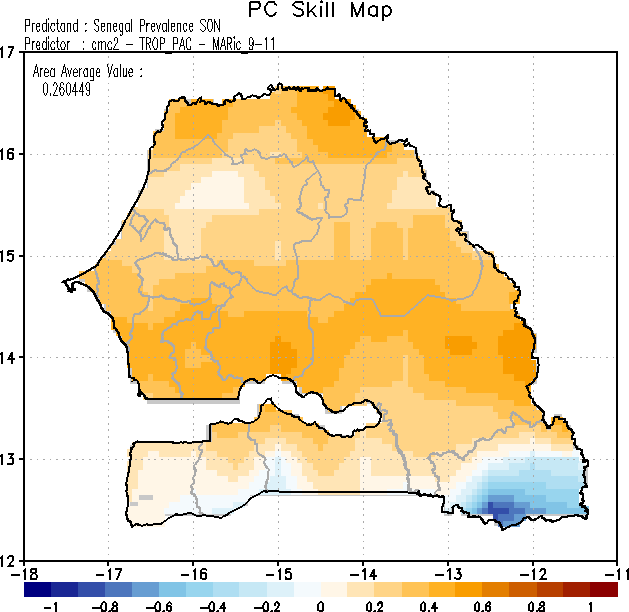 PC Skill Map
Predictand : Senegal Prevalence SON
Predictor : cmc2 - TROP_PAC - MARic_9-11
Area Average Value :
0.260449
17
16
15
14
13
12
-18 -17 -16 -15 -14 -13 -12 -11
-1 -0.8 -0.6 -0.4 -0.2 0 0.2 0.4 0.6 0.8 1